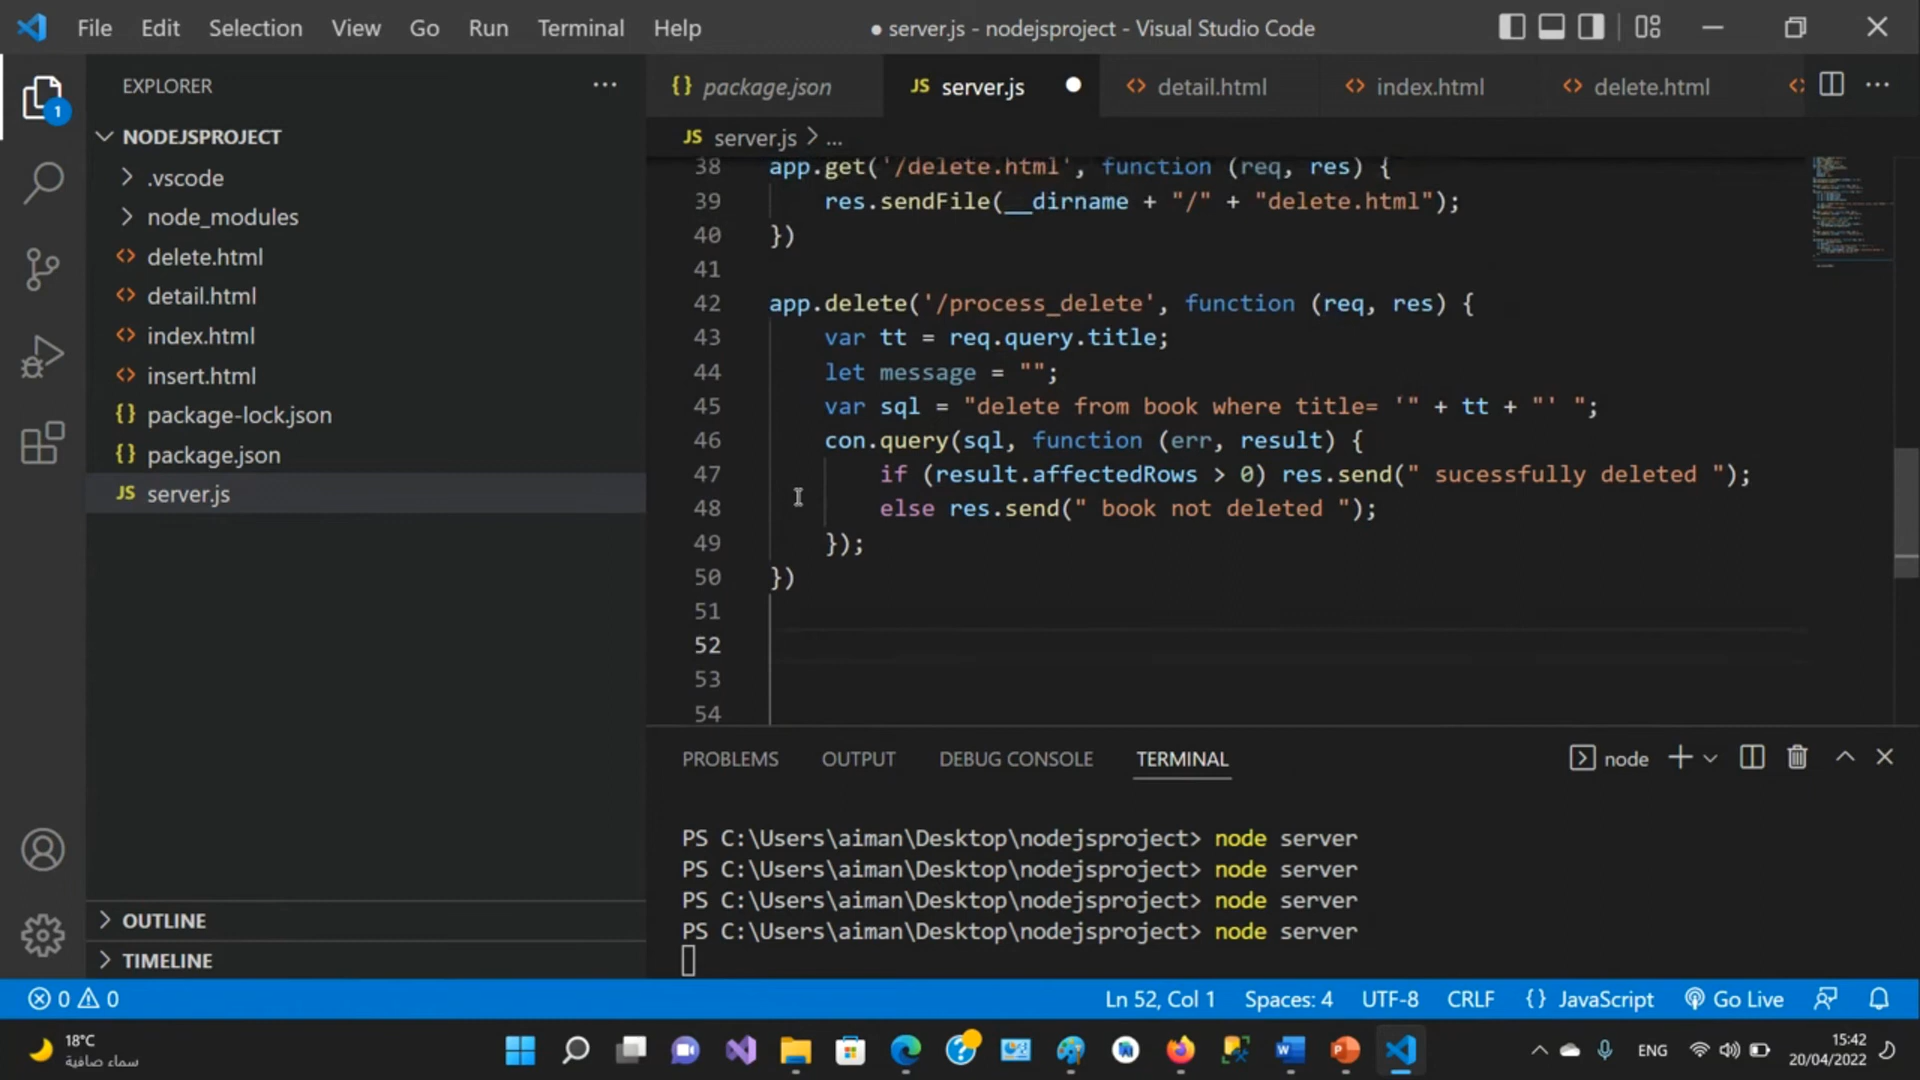 File Edit Selection View Go Run Terminal Help
● server.js - nodejsproject - Visual Studio Code
EXPLORER
NODEJSPROJECT
.vscode
node_modules
delete.html
detail.html
index.html
insert.html
package-lock.json
package.json
server.js
OUTLINE
TIMELINE
1
package.json server.js detail.html index.html delete.html
JS server.js > ...
38 app.get('/delete.html', function (req, res) {
39 res.sendFile(__dirname + "/" + "delete.html");
40 })
41
42 app.delete('/process_delete', function (req, res) {
43 var tt = req.query.title;
44 let message = "";
45 var sql = "delete from book where title= '" + tt + "' ";
46 con.query(sql, function (err, result) {
47 if (result.affectedRows > 0) res.send(" sucessfully deleted ");
48 else res.send(" book not deleted ");
49 });
50 })
51
52
53
54
PROBLEMS OUTPUT DEBUG CONSOLE TERMINAL
node
PS C:\Users\aiman\Desktop\nodejsproject> node server
PS C:\Users\aiman\Desktop\nodejsproject> node server
PS C:\Users\aiman\Desktop\nodejsproject> node server
PS C:\Users\aiman\Desktop\nodejsproject> node server
0 0
Ln 52, Col 1 Spaces: 4 UTF-8 CRLF {} JavaScript Go Live
18°C
سماء صافية
ENG
15:42
20/04/2022